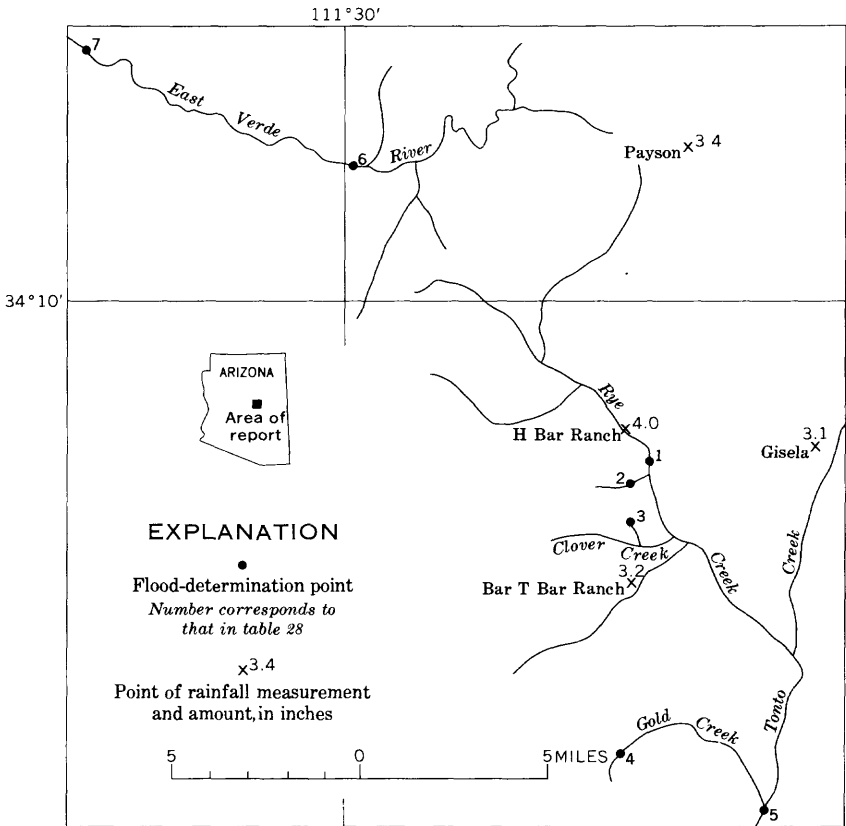 111°30'
7
East Verde River
6
Payson
3 4
34°10'
ARIZONA
Area of
report
Rye Creek
4.0
H Bar Ranch
1
3.1
Gisela
2
3
Clover Creek
3.2
Bar T Bar Ranch
Tonto Creek
Gold Creek
4
5
EXPLANATION
Flood-determination point
Number corresponds to
that in table 28
3.4
Point of rainfall measurement
and amount, in inches
5 0 5 MILES